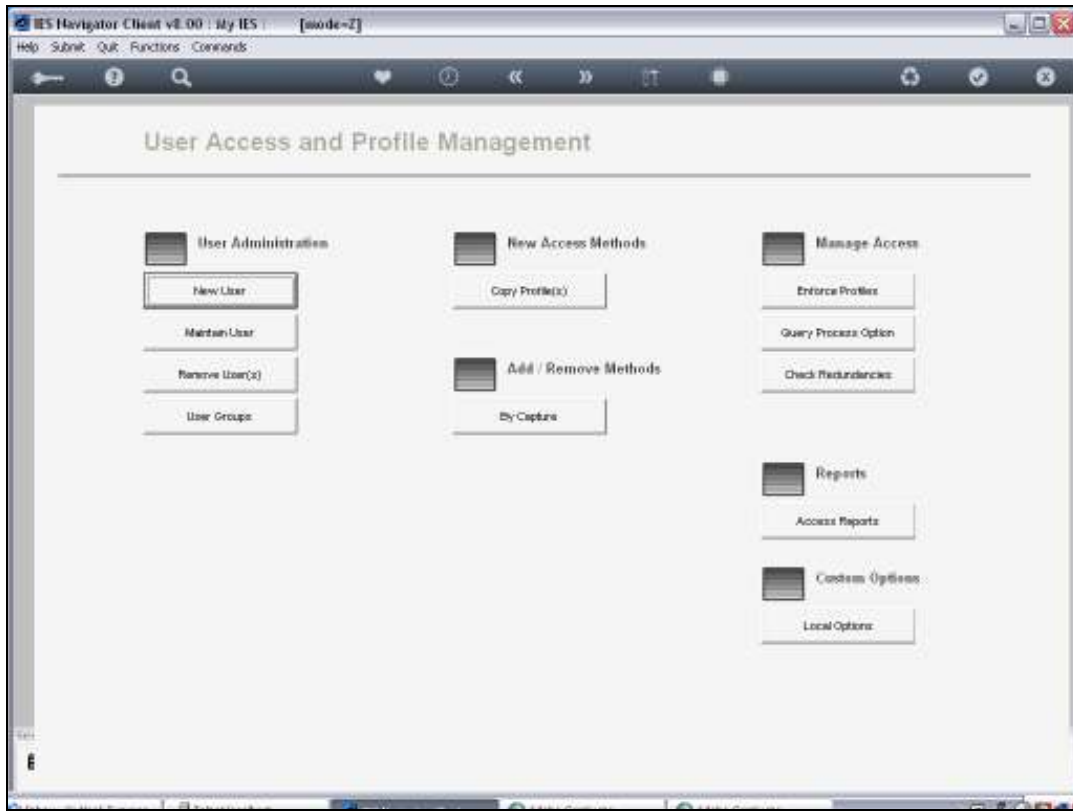 IES Navigator Client v8.00 : My IES : [mode=Z]
Help Submit Quit Functions Commands
User Access and Profile Management
User Administration
New User
Maintain User
Remove User(s)
User Groups
New Access Methods
Copy Profile(s)
Add / Remove Methods
By Capture
Manage Access
Enforce Profiles
Query Process Option
Check Redundancies
Reports
Access Reports
Custom Options
Local Options